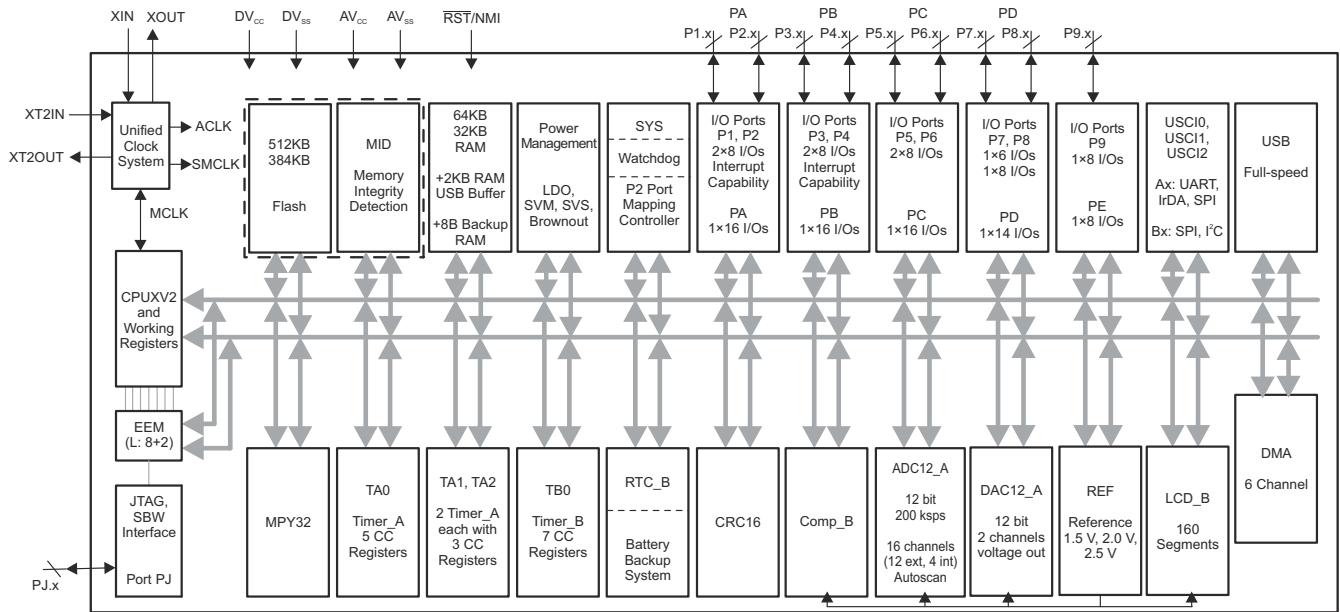 XIN XOUT DVCC DVSS AVCC AVSS RST/NMI PA PB PC PD
P1.x P2.x P3.x P4.x P5.x P6.x P7.x P8.x P9.x
XT2IN
XT2OUT
Unified
Clock
System
ACLK
SMCLK
MCLK
512KB
384KB
Flash
MID
Memory
Integrity
Detection
64KB
32KB
RAM
+2KB RAM
USB Buffer
+8B Backup
RAM
Power
Management
LDO,
SVM, SVS,
Brownout
SYS
Watchdog
P2 Port
Mapping
Controller
I/O Ports
P1, P2
2×8 I/Os
Interrupt
Capability
PA
1×16 I/Os
I/O Ports
P3, P4
2×8 I/Os
Interrupt
Capability
PB
1×16 I/Os
I/O Ports
P5, P6
2×8 I/Os
PC
1×16 I/Os
I/O Ports
P7, P8
1×6 I/Os
1×8 I/Os
PD
1×14 I/Os
I/O Ports
P9
1×8 I/Os
PE
1×8 I/Os
USCI0,
USCI1,
USCI2
Ax: UART,
IrDA, SPI
Bx: SPI, I²C
USB
Full-speed
CPUXV2
and
Working
Registers
EEM
(L: 8+2)
JTAG,
SBW
Interface
Port PJ
PJ.x
MPY32
TA0
Timer_A
5 CC
Registers
TA1, TA2
2 Timer_A
each with
3 CC
Registers
TB0
Timer_B
7 CC
Registers
RTC_B
Battery
Backup
System
CRC16
Comp_B
ADC12_A
12 bit
200 ksps
16 channels
(12 ext, 4 int)
Autoscan
DAC12_A
12 bit
2 channels
voltage out
REF
Reference
1.5 V, 2.0 V,
2.5 V
LCD_B
160
Segments
DMA
6 Channel